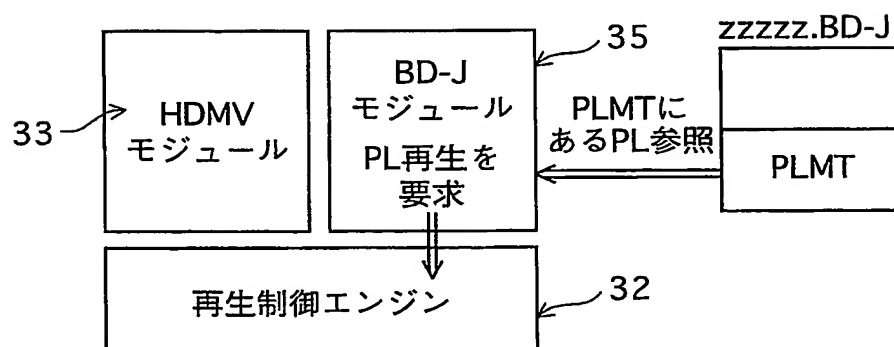 zzzzz.BD-J
35
BD-J
モジュール
HDMV
モジュール
33
PLMTに
あるPL参照
PLMT
PL再生を
要求
再生制御エンジン
32